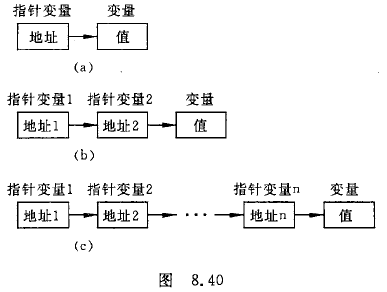 指针变量 变量
地址 值
(a)
指针变量1 指针变量2 变量
地址1 地址2 值
(b)
指针变量1 指针变量2 指针变量n 变量
地址1 地址2 ··· 地址n 值
(c)
图 8.40